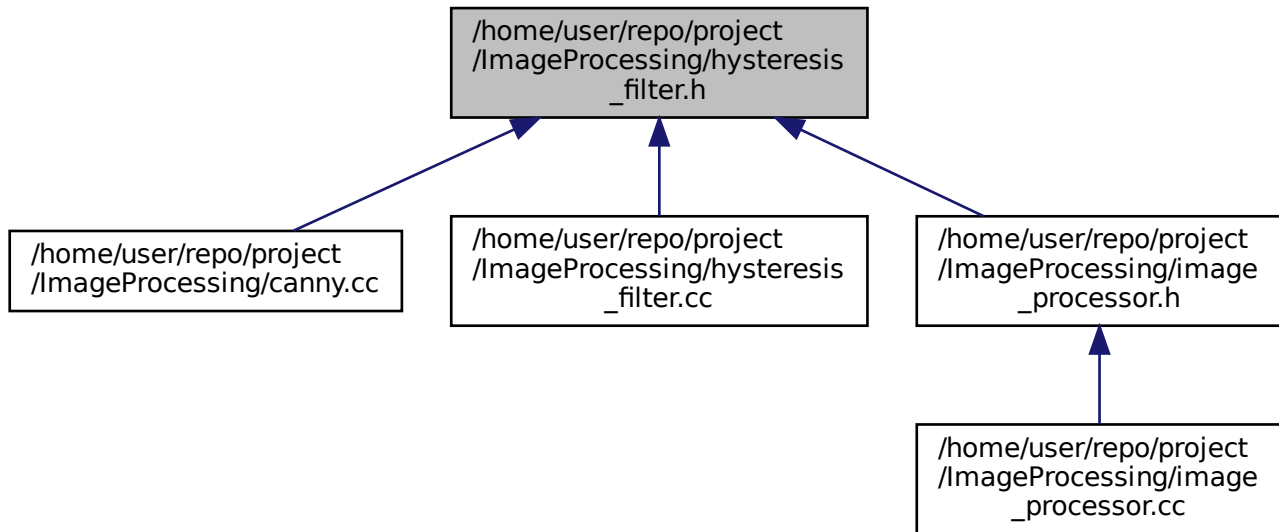 /home/user/repo/project
/ImageProcessing/hysteresis
_filter.h
/home/user/repo/project
/ImageProcessing/canny.cc
/home/user/repo/project
/ImageProcessing/hysteresis
_filter.cc
/home/user/repo/project
/ImageProcessing/image
_processor.h
/home/user/repo/project
/ImageProcessing/image
_processor.cc